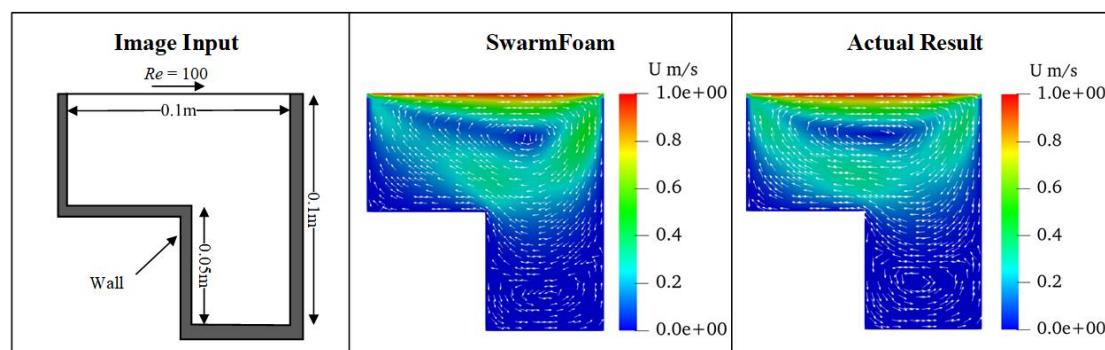 Image Input
Re = 100
0.1m
0.1m
0.05m
Wall
SwarmFoam
U m/s
1.0e+00
0.8
0.6
0.4
0.2
0.0e+00
Actual Result
U m/s
1.0e+00
0.8
0.6
0.4
0.2
0.0e+00